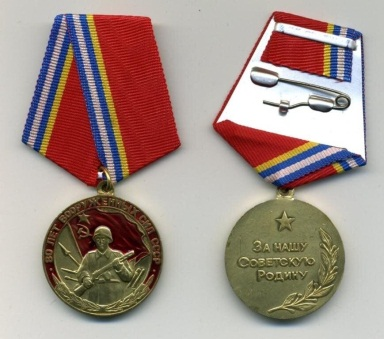 80 ЛЕТ ВООРУЖЕННЫХ СИЛ СССР
ЗА НАШУ
СОВЕТСКУЮ
РОДИНУ